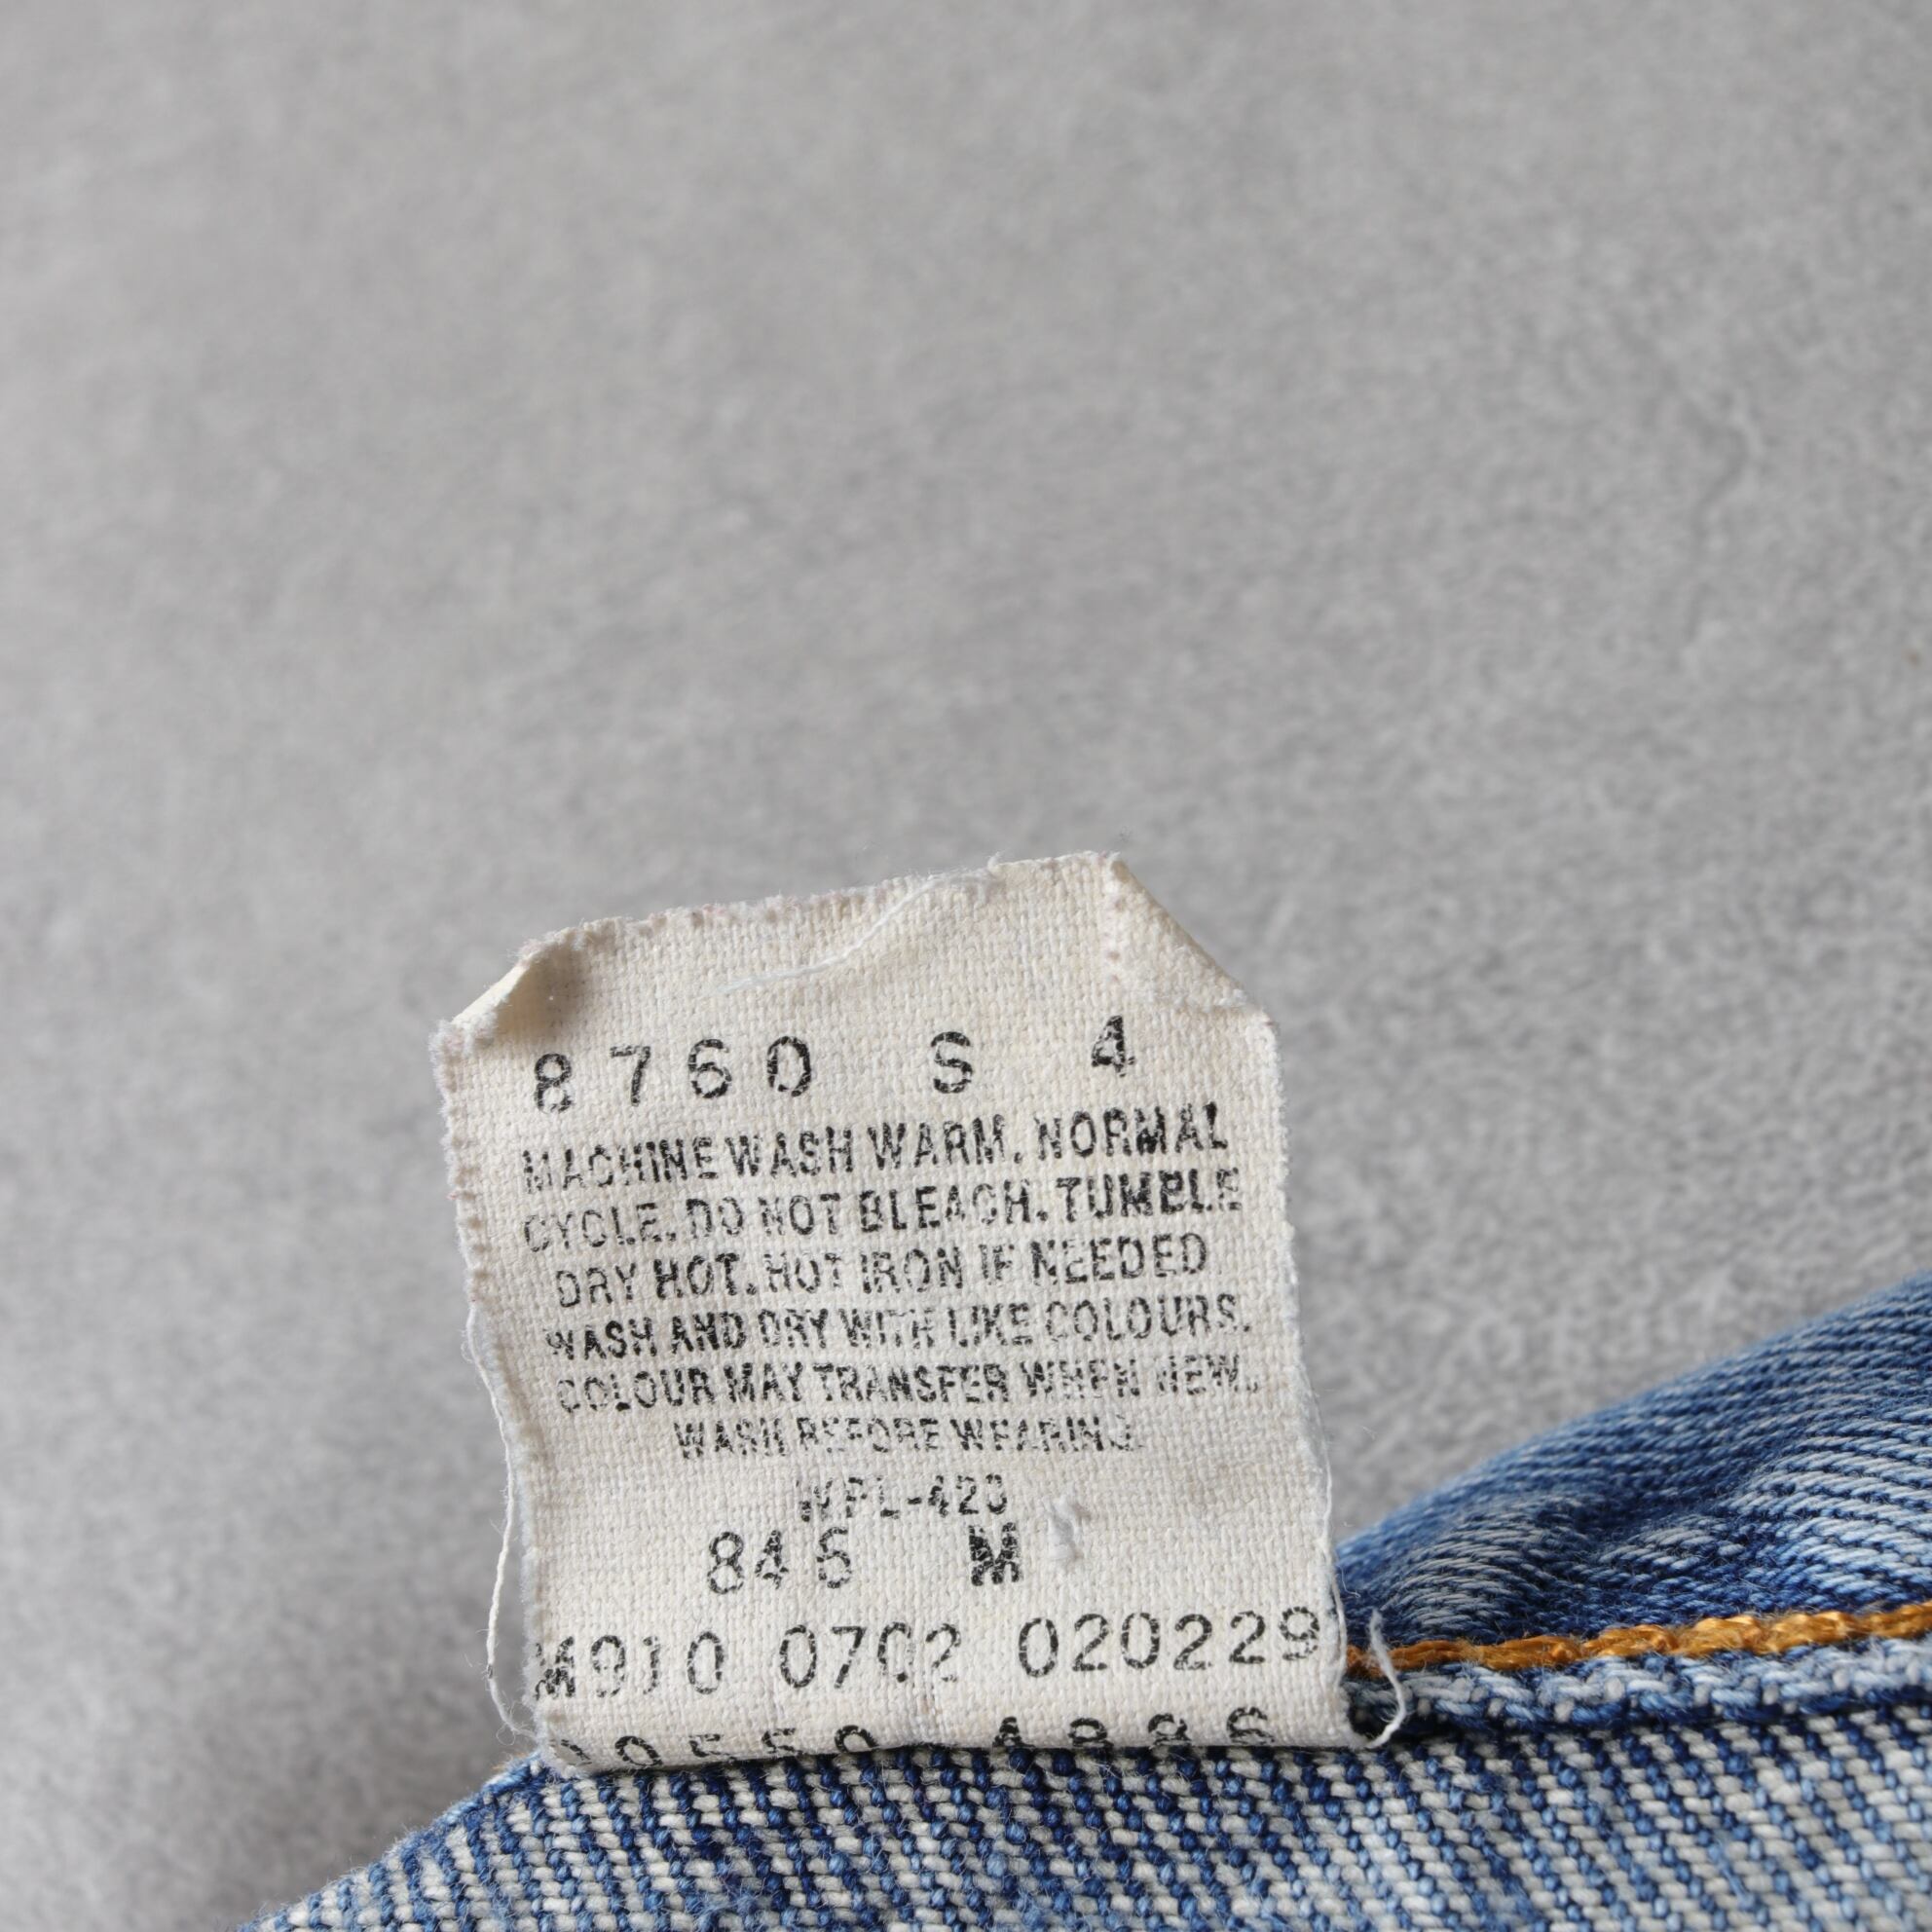 8760 S 4
MACHINE WASH WARM. NORMAL
CYCLE. DO NOT BLEACH. TUMBLE
DRY HOT. HOT IRON IF NEEDED
WASH AND DRY WITH LIKE COLOURS.
COLOUR MAY TRANSFER WHEN NEW.
WASH BEFORE WEARING.
WPL-423
845 M
M910 0702 020229